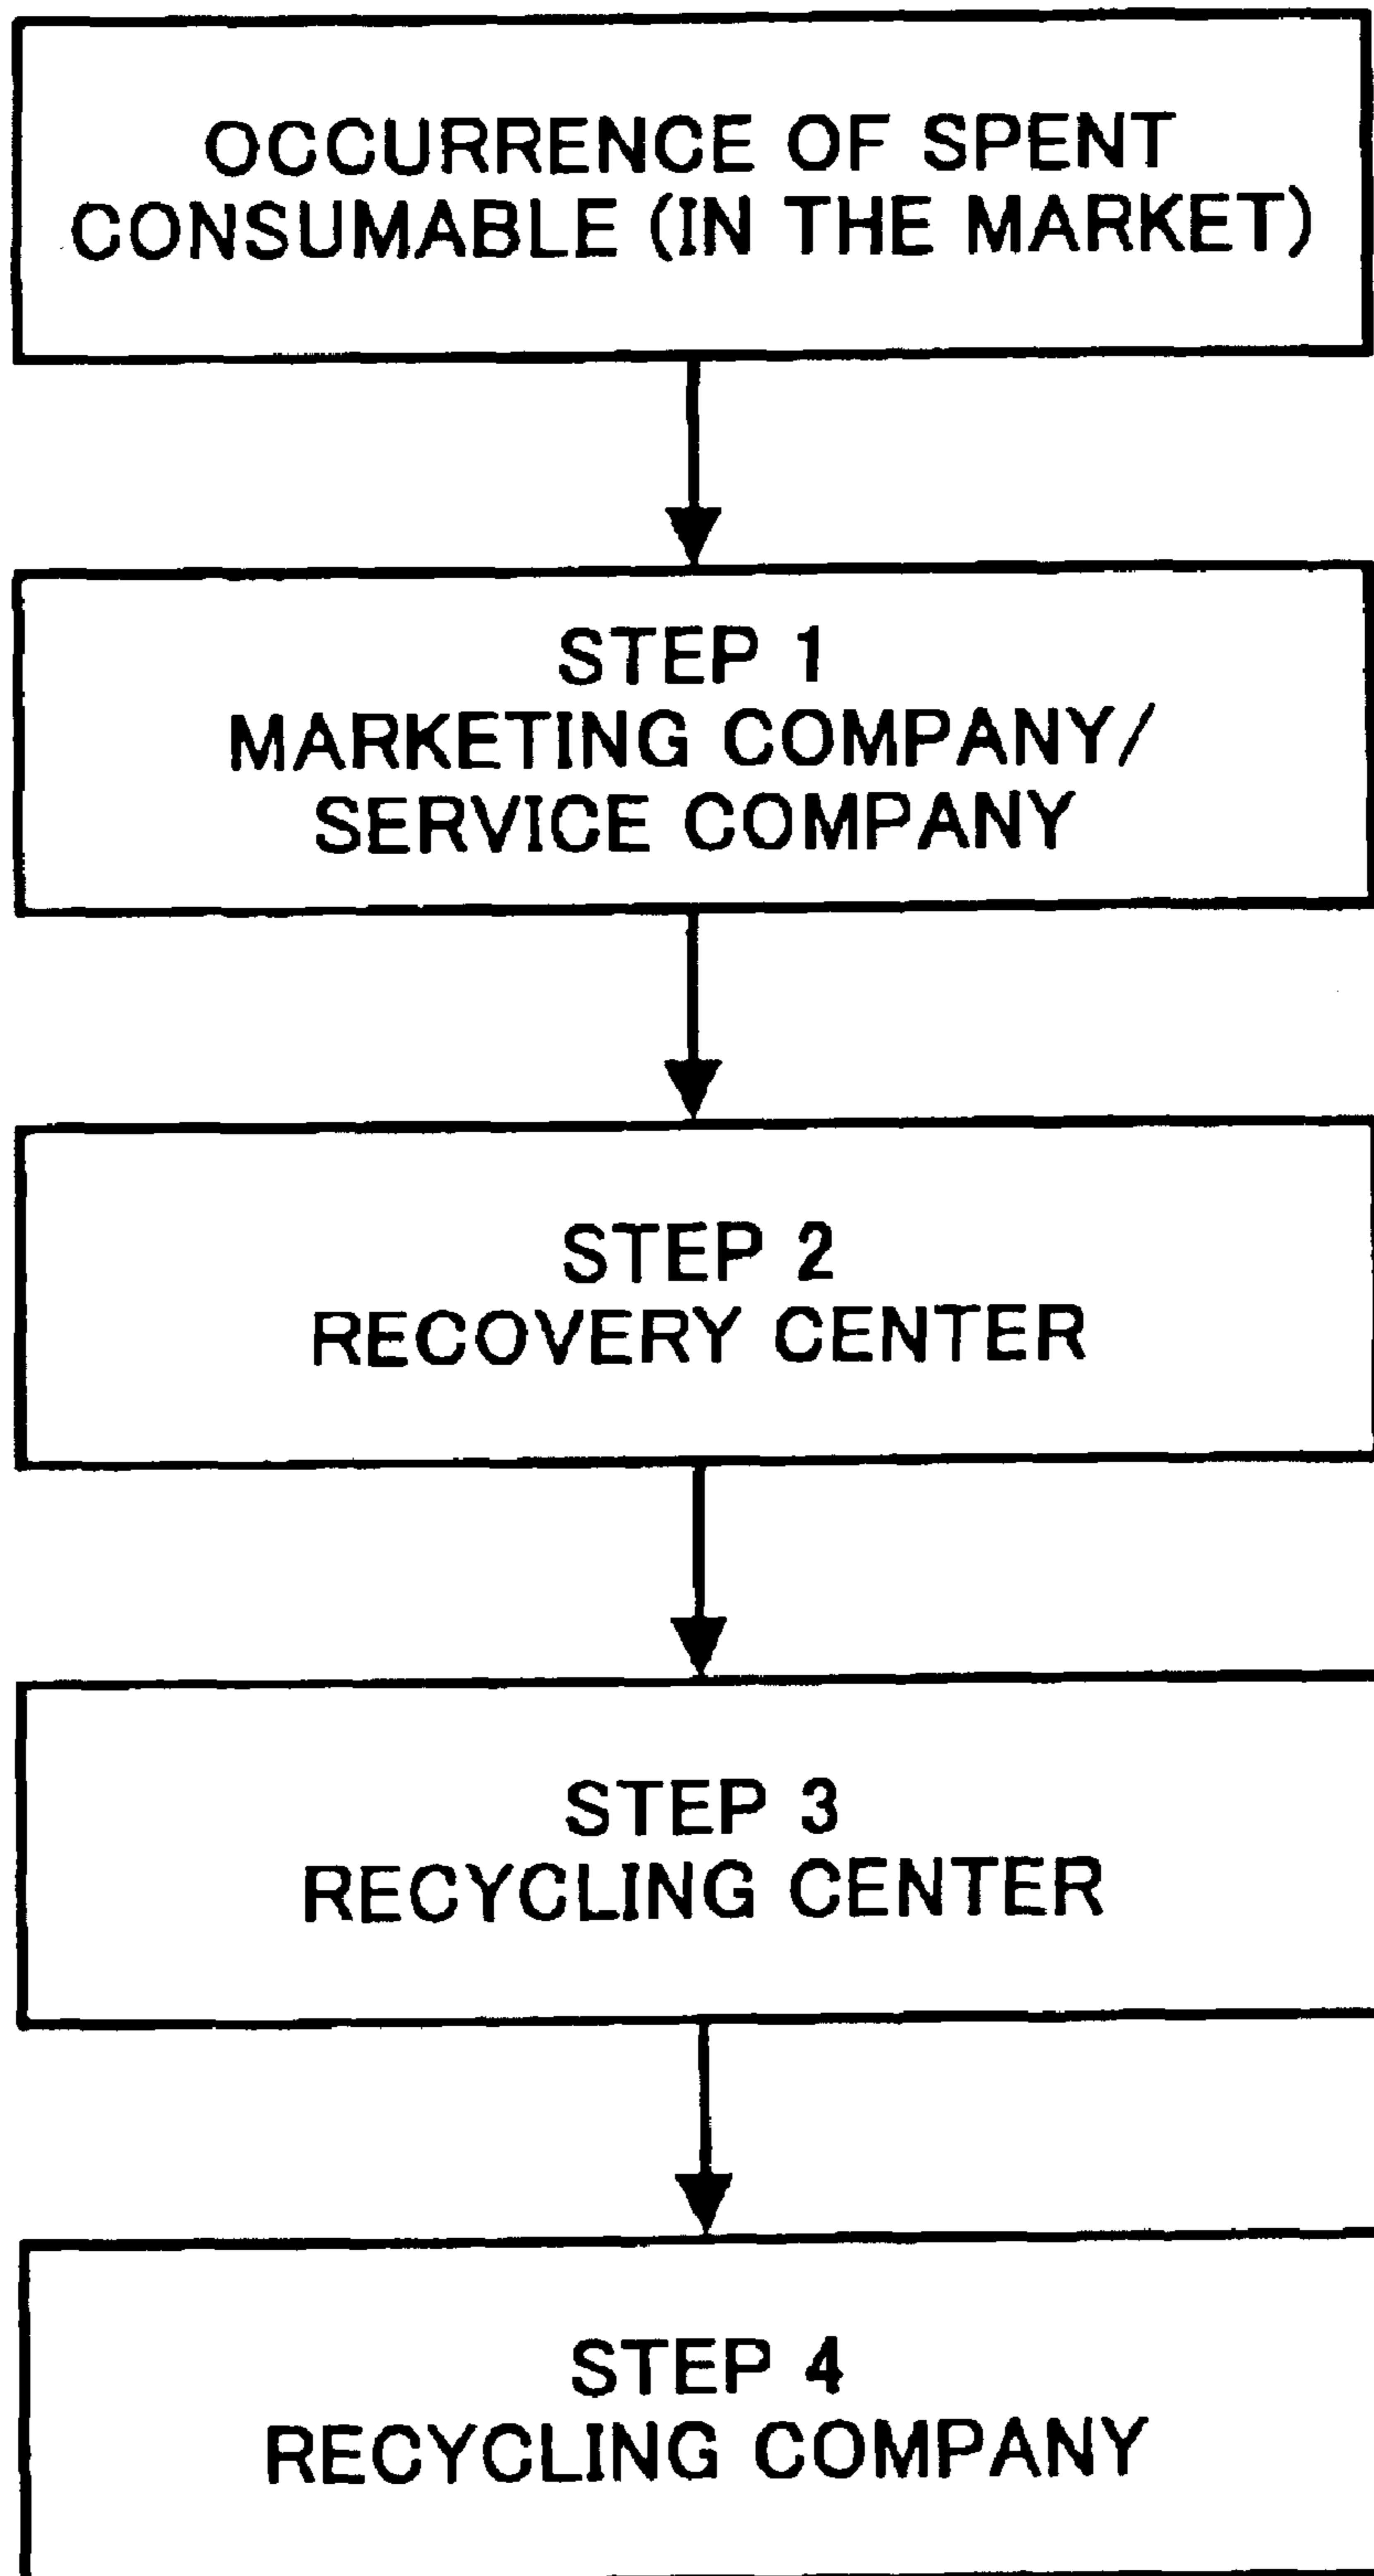 OCCURRENCE OF SPENT
CONSUMABLE (IN THE MARKET)
STEP 1
MARKETING COMPANY/
SERVICE COMPANY
STEP 2
RECOVERY CENTER
STEP 3
RECYCLING CENTER
STEP 4
RECYCLING COMPANY